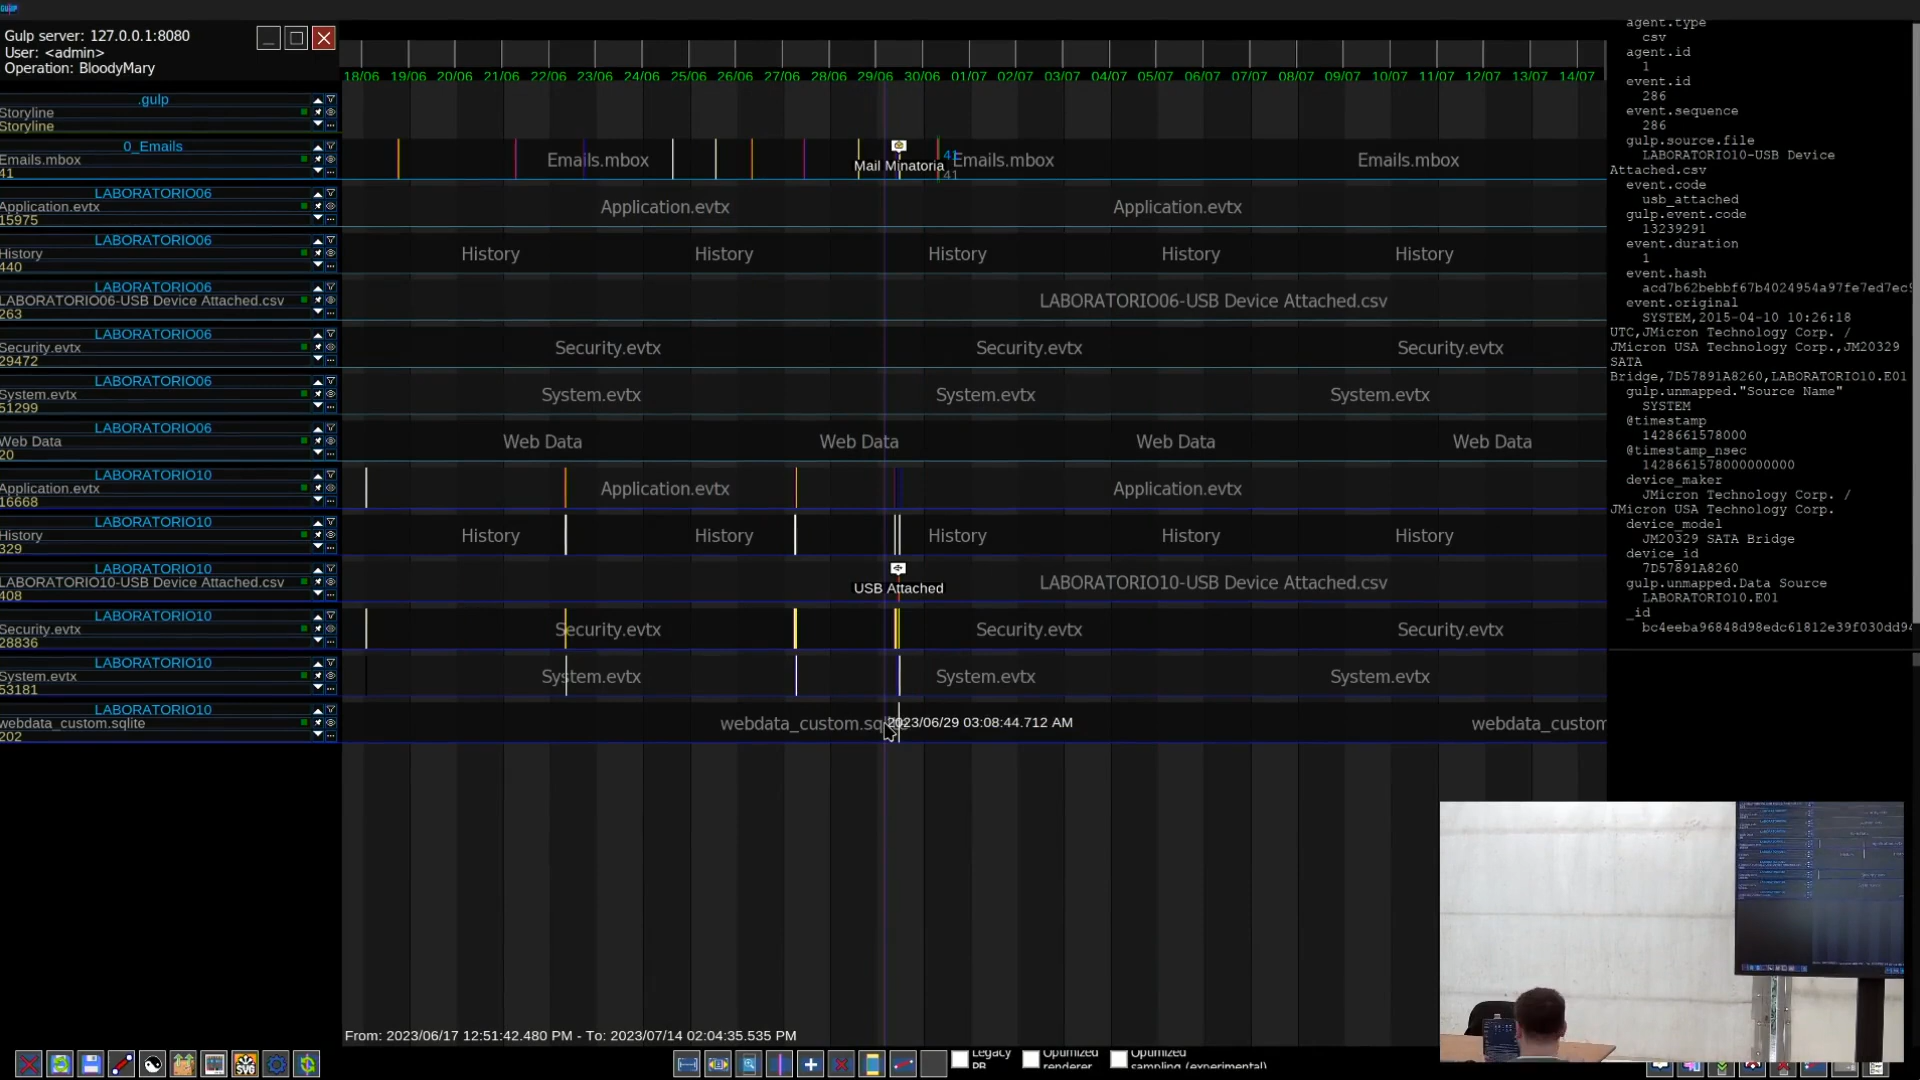 GULP
Gulp server: 127.0.0.1:8080
User: <admin>
Operation: BloodyMary
18/06 19/06 20/06 21/06 22/06 23/06 24/06 25/06 26/06 27/06 28/06 29/06 30/06 01/07 02/07 03/07 04/07 05/07 06/07 07/07 08/07 09/07 10/07 11/07 12/07 13/07 14/07
.gulp
Storyline
Storyline
0_Emails
Emails.mbox
41
Emails.mbox Mail Minatoria 41 41 Emails.mbox Emails.mbox
LABORATORIO06
Application.evtx
15975
Application.evtx Application.evtx
LABORATORIO06
History
440
History History History History History
LABORATORIO06
LABORATORIO06-USB Device Attached.csv
263
LABORATORIO06-USB Device Attached.csv
LABORATORIO06
Security.evtx
29472
Security.evtx Security.evtx Security.evtx
LABORATORIO06
System.evtx
51299
System.evtx System.evtx System.evtx
LABORATORIO06
Web Data
20
Web Data Web Data Web Data Web Data
LABORATORIO10
Application.evtx
16668
Application.evtx Application.evtx
LABORATORIO10
History
329
History History History History History
LABORATORIO10
LABORATORIO10-USB Device Attached.csv
408
USB Attached LABORATORIO10-USB Device Attached.csv
LABORATORIO10
Security.evtx
28836
Security.evtx Security.evtx Security.evtx
LABORATORIO10
System.evtx
53181
System.evtx System.evtx System.evtx
LABORATORIO10
webdata_custom.sqlite
202
webdata_custom.sq 2023/06/29 03:08:44.712 AM webdata_custom
From: 2023/06/17 12:51:42.480 PM - To: 2023/07/14 02:04:35.535 PM
SVG
Legacy
PB
Optimized
renderer
Optimized
sampling (experimental)
agent.type
csv
agent.id
1
event.id
286
event.sequence
286
gulp.source.file
LABORATORIO10-USB Device
Attached.csv
event.code
usb_attached
gulp.event.code
13239291
event.duration
1
event.hash
acd7b62bebbf67b4024954a97fe7ed7ec9
event.original
SYSTEM,2015-04-10 10:26:18
UTC,JMicron Technology Corp. /
JMicron USA Technology Corp.,JM20329
SATA
Bridge,7D57891A8260,LABORATORIO10.E01
gulp.unmapped."Source Name"
SYSTEM
@timestamp
1428661578000
@timestamp_nsec
1428661578000000000
device_maker
JMicron Technology Corp. /
JMicron USA Technology Corp.
device_model
JM20329 SATA Bridge
device_id
7D57891A8260
gulp.unmapped.Data Source
LABORATORIO10.E01
_id
bc4eeba96848d98edc61812e39f030dd94